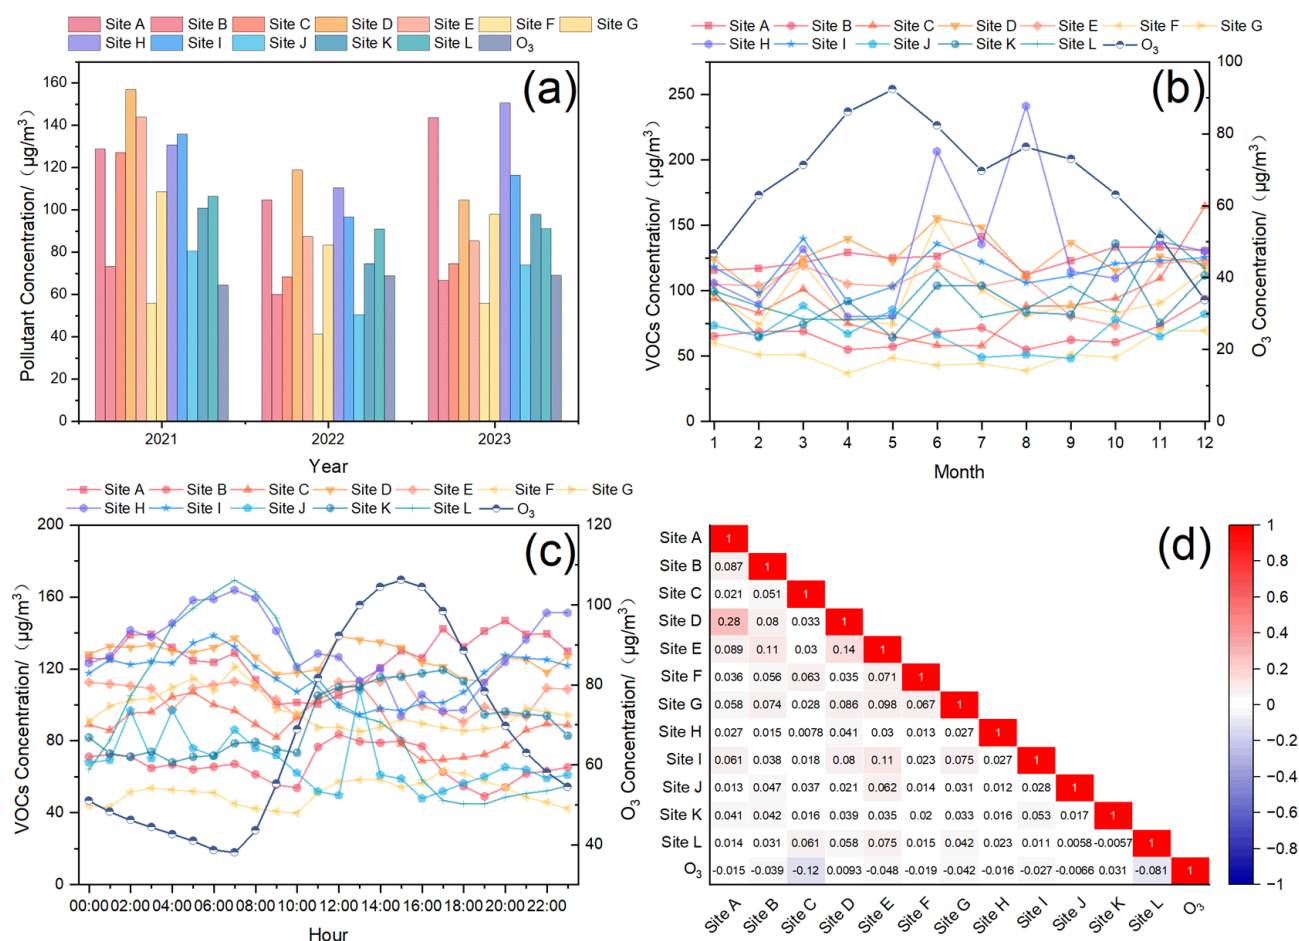 Site A Site B Site C Site D Site E Site F Site G
Site H Site I Site J Site K Site L O3
(a)
Pollutant Concentration/（μg/m³）
160
140
120
100
80
60
40
20
0
2021 2022 2023
Year
Site A Site B Site C Site D Site E Site F Site G
Site H Site I Site J Site K Site L O3
(b)
VOCs Concentration/（μg/m³）
250
200
150
100
50
0
100
80
60
40
20
0
O3 Concentration/（μg/m³）
1 2 3 4 5 6 7 8 9 10 11 12
Month
Site A Site B Site C Site D Site E Site F Site G
Site H Site I Site J Site K Site L O3
(c)
VOCs Concentration/（μg/m³）
200
160
120
80
40
0
120
100
80
60
40
O3 Concentration/（μg/m³）
00:00 02:00 04:00 06:00 08:00 10:00 12:00 14:00 16:00 18:00 20:00 22:00
Hour
(d)
Site A 1
Site B 0.087 1
Site C 0.021 0.051 1
Site D 0.28 0.08 0.033 1
Site E 0.089 0.11 0.03 0.14 1
Site F 0.036 0.056 0.063 0.035 0.071 1
Site G 0.058 0.074 0.028 0.086 0.098 0.067 1
Site H 0.027 0.015 0.0078 0.041 0.03 0.013 0.027 1
Site I 0.061 0.038 0.018 0.08 0.11 0.023 0.075 0.027 1
Site J 0.013 0.047 0.037 0.021 0.062 0.014 0.031 0.012 0.028 1
Site K 0.041 0.042 0.016 0.039 0.035 0.02 0.033 0.016 0.053 0.017 1
Site L 0.014 0.031 0.061 0.058 0.075 0.015 0.042 0.023 0.011 0.0058 -0.0057 1
O3 -0.015 -0.039 -0.12 0.0093 -0.048 -0.019 -0.042 -0.016 -0.027 -0.0066 0.031 -0.081 1
Site A Site B Site C Site D Site E Site F Site G Site H Site I Site J Site K Site L O3
1
0.8
0.6
0.4
0.2
0
-0.2
-0.4
-0.6
-0.8
-1